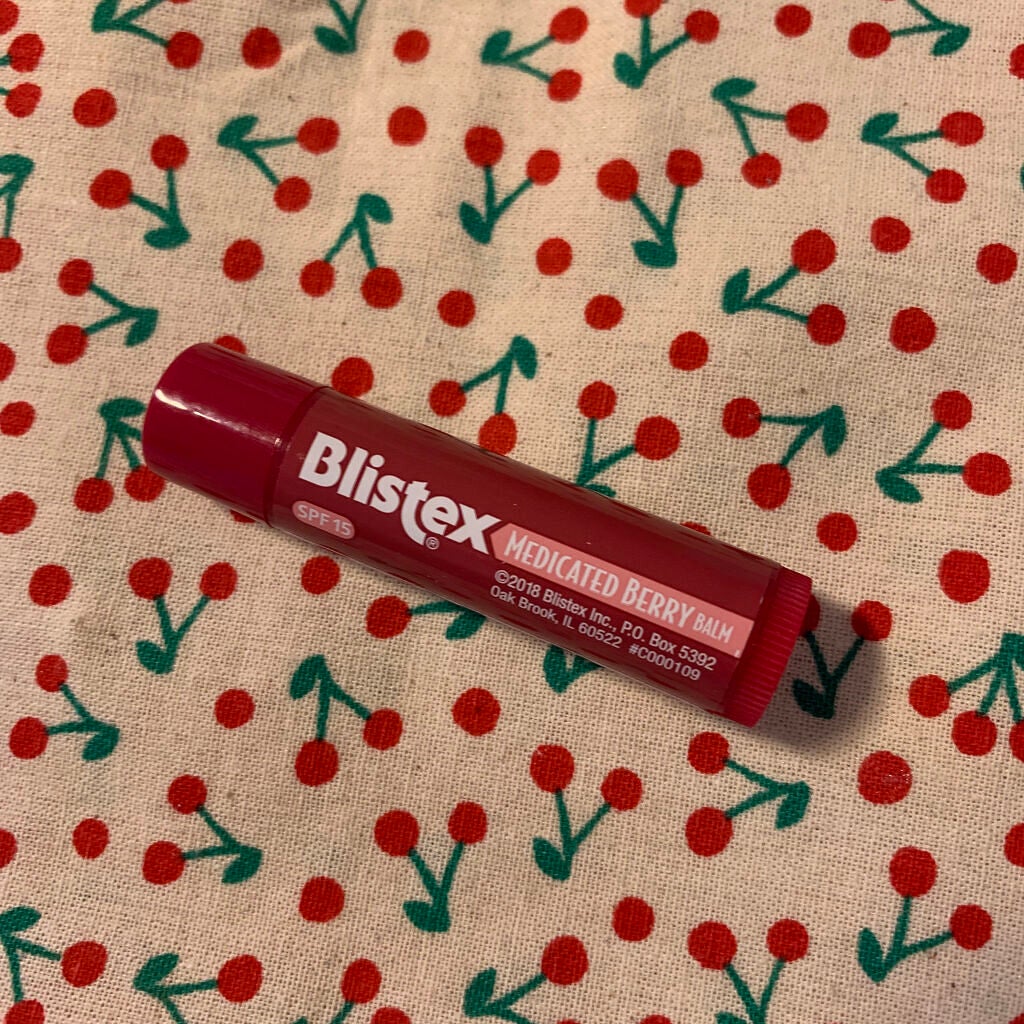 Blistex®
SPF 15
MEDICATED BERRY BALM
©2018 Blistex Inc., P.O. Box 5392
Oak Brook, IL 60522 #C000109